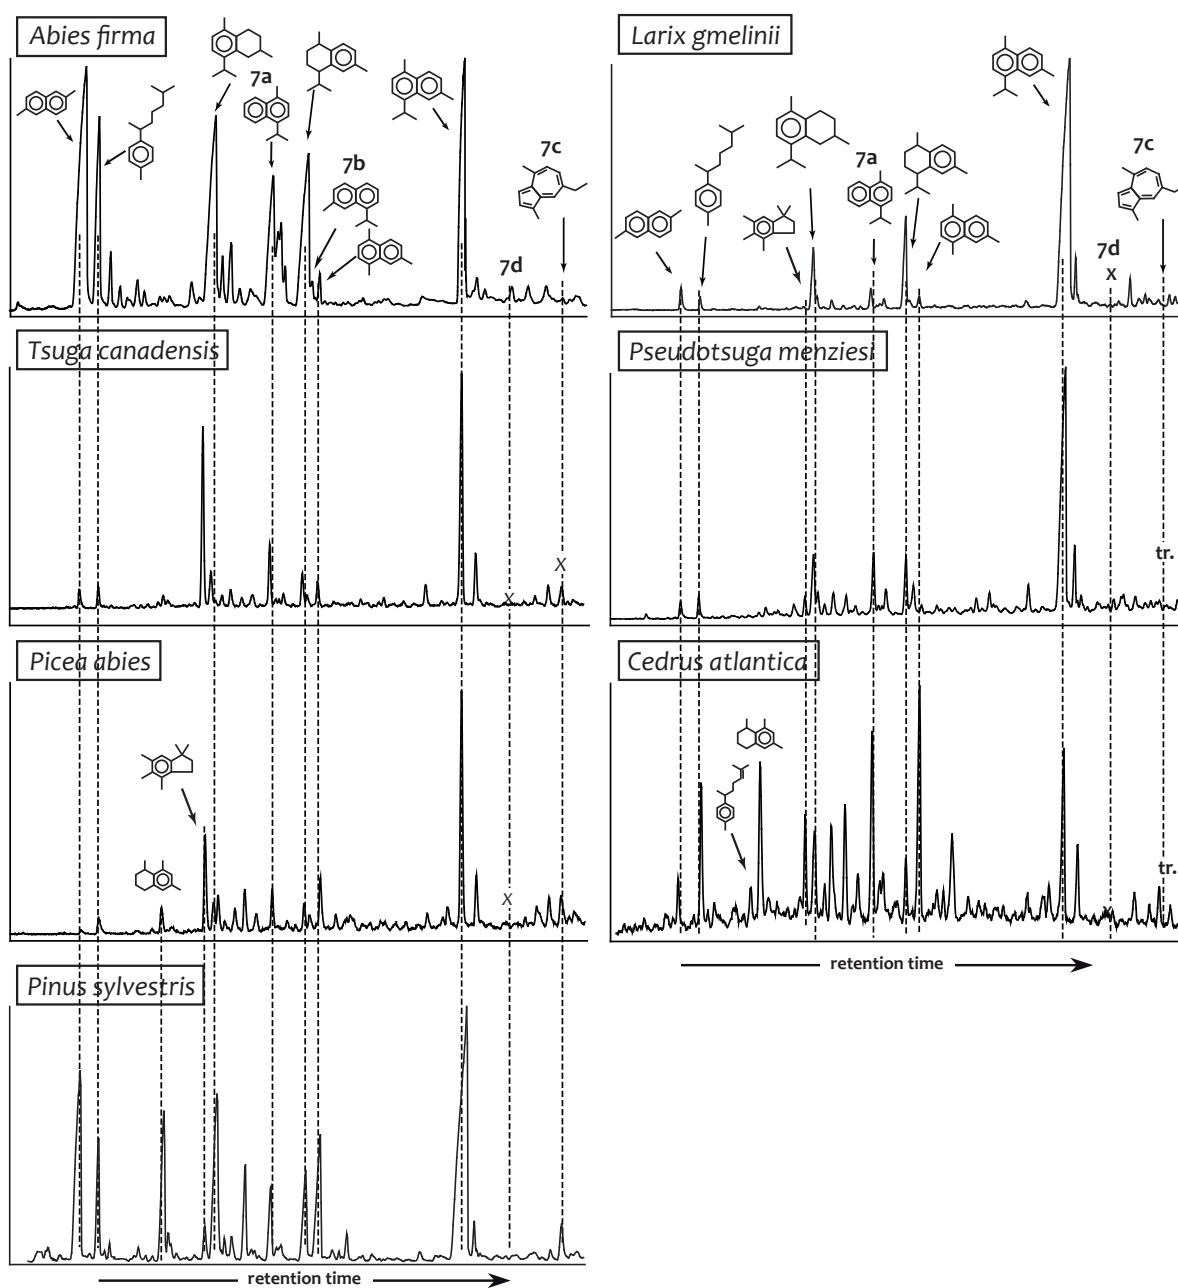 Abies firma
Larix gmelinii
7a
7b
7c
7d
7a
7c
7d
x
Tsuga canadensis
Pseudotsuga menziesi
x
x
tr.
Picea abies
Cedrus atlantica
x
x
tr.
retention time
Pinus sylvestris
retention time